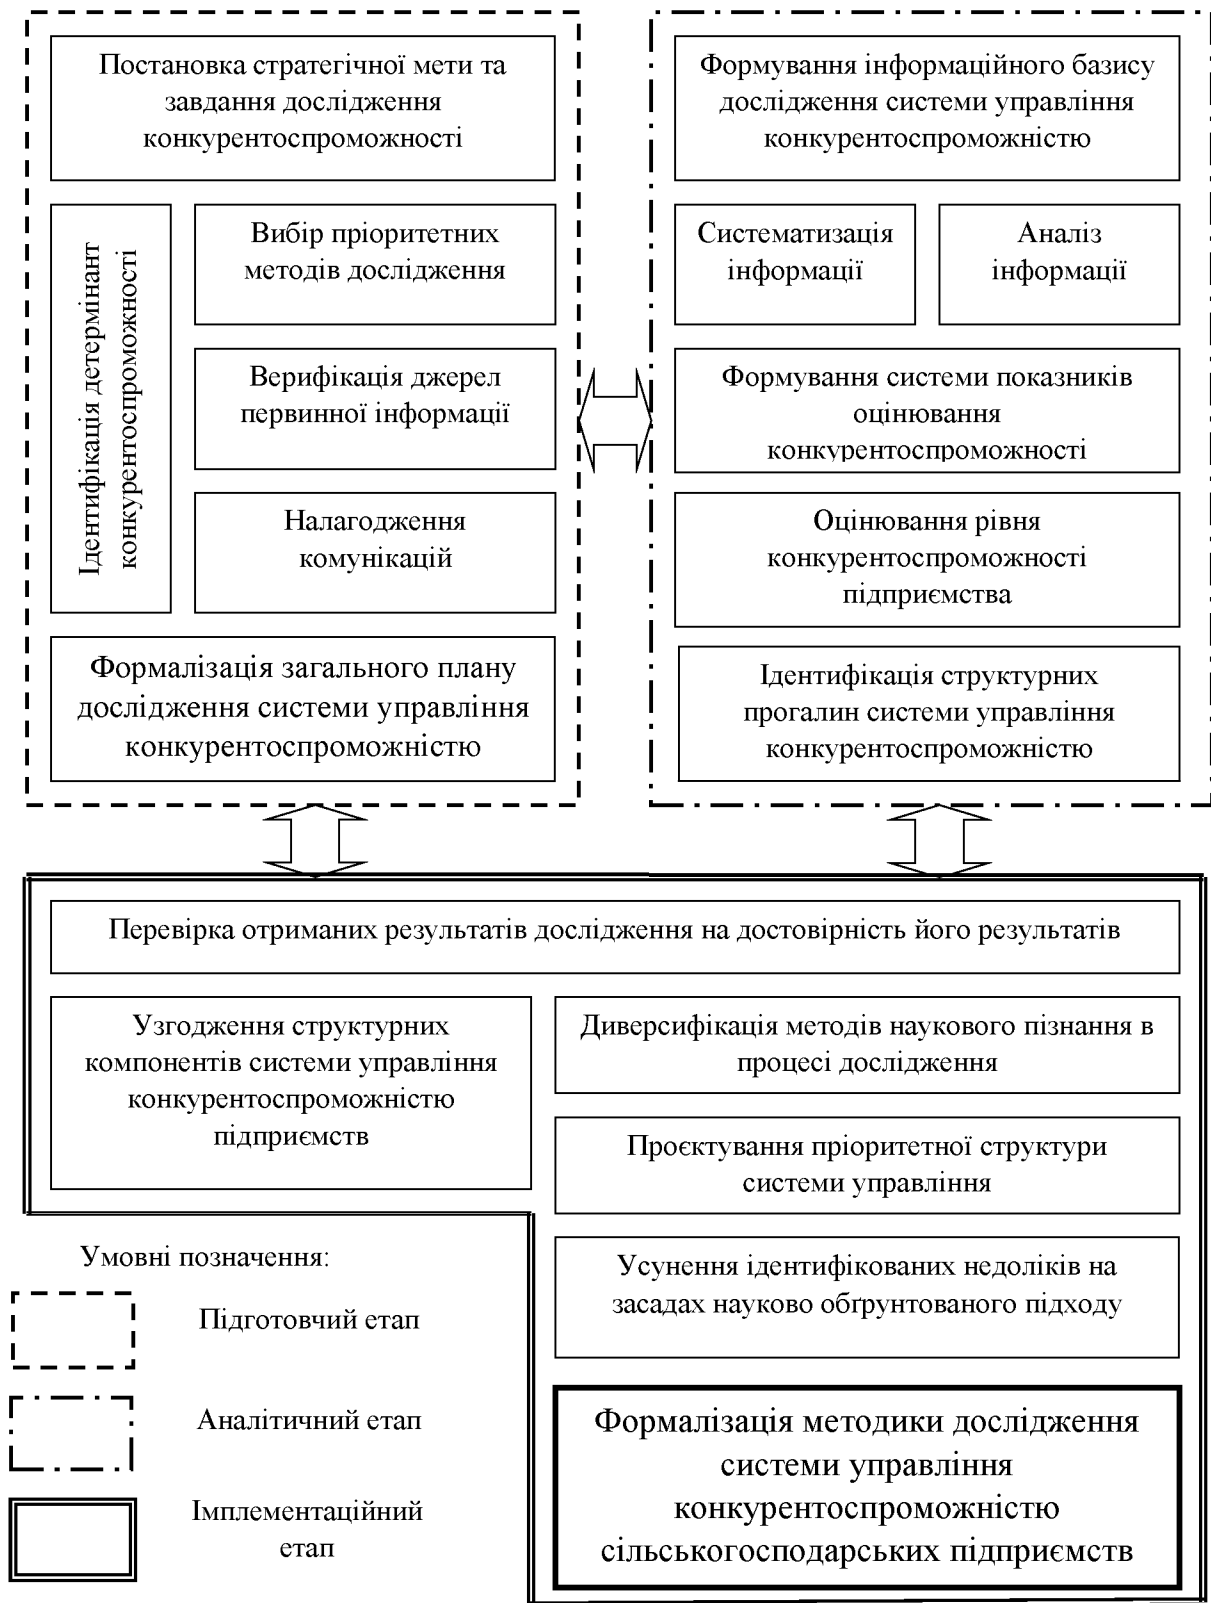 Постановка стратегічної мети та
завдання дослідження
конкурентоспроможності
Ідентифікація детермінант
конкурентоспроможності
Вибір пріоритетних
методів дослідження
Верифікація джерел
первинної інформації
Налагодження
комунікацій
Формалізація загального плану
дослідження системи управління
конкурентоспроможністю
Формування інформаційного базису
дослідження системи управління
конкурентоспроможністю
Систематизація
інформації
Аналіз
інформації
Формування системи показників
оцінювання
конкурентоспроможності
Оцінювання рівня
конкурентоспроможності
підприємства
Ідентифікація структурних
прогалин системи управління
конкурентоспроможністю
Перевірка отриманих результатів дослідження на достовірність його результатів
Узгодження структурних
компонентів системи управління
конкурентоспроможністю
підприємств
Диверсифікація методів наукового пізнання в
процесі дослідження
Проєктування пріоритетної структури
системи управління
Усунення ідентифікованих недоліків на
засадах науково обґрунтованого підходу
Формалізація методики дослідження
системи управління
конкурентоспроможністю
сільськогосподарських підприємств
Умовні позначення:
Підготовчий етап
Аналітичний етап
Імплементаційний
етап